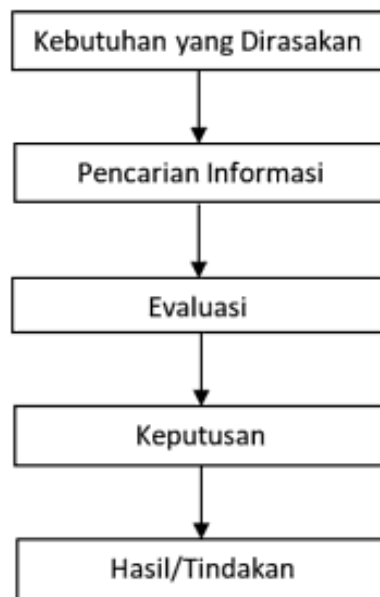 Kebutuhan yang Dirasakan
Pencarian Informasi
Evaluasi
Keputusan
Hasil/Tindakan